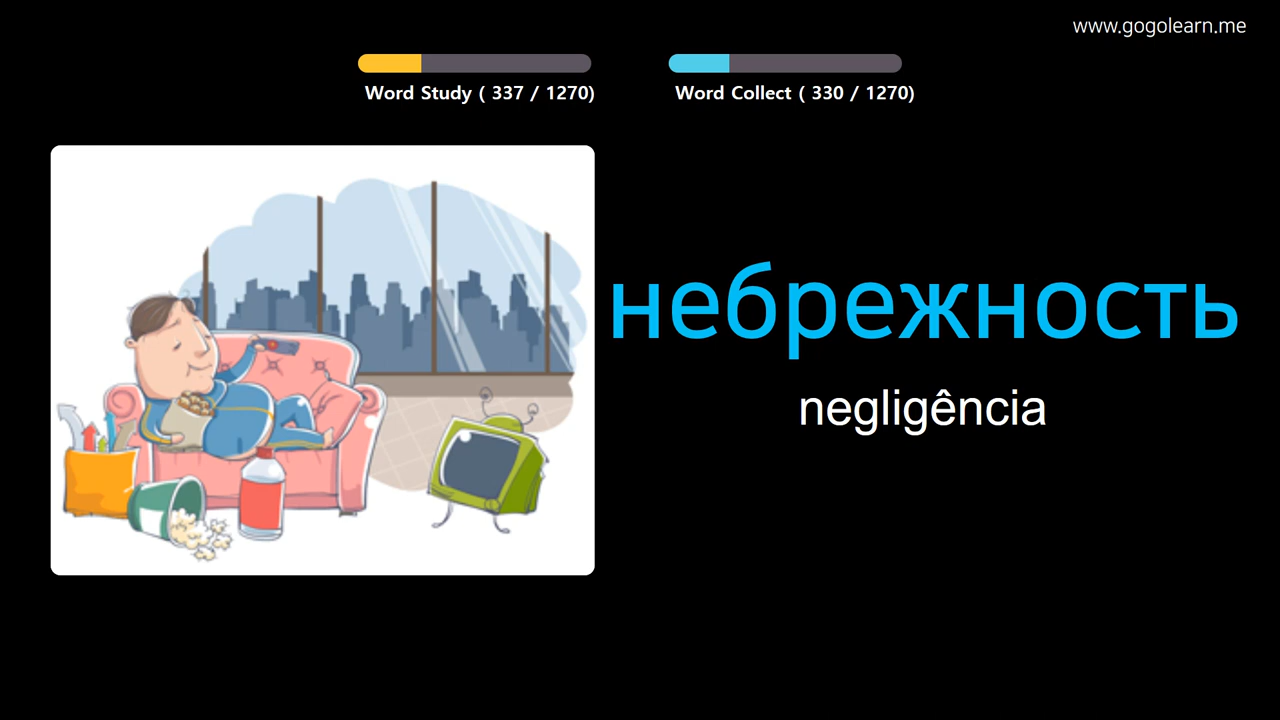 www.gogolearn.me
Word Study ( 337 / 1270)
Word Collect ( 330 / 1270)
небрежность
negligência